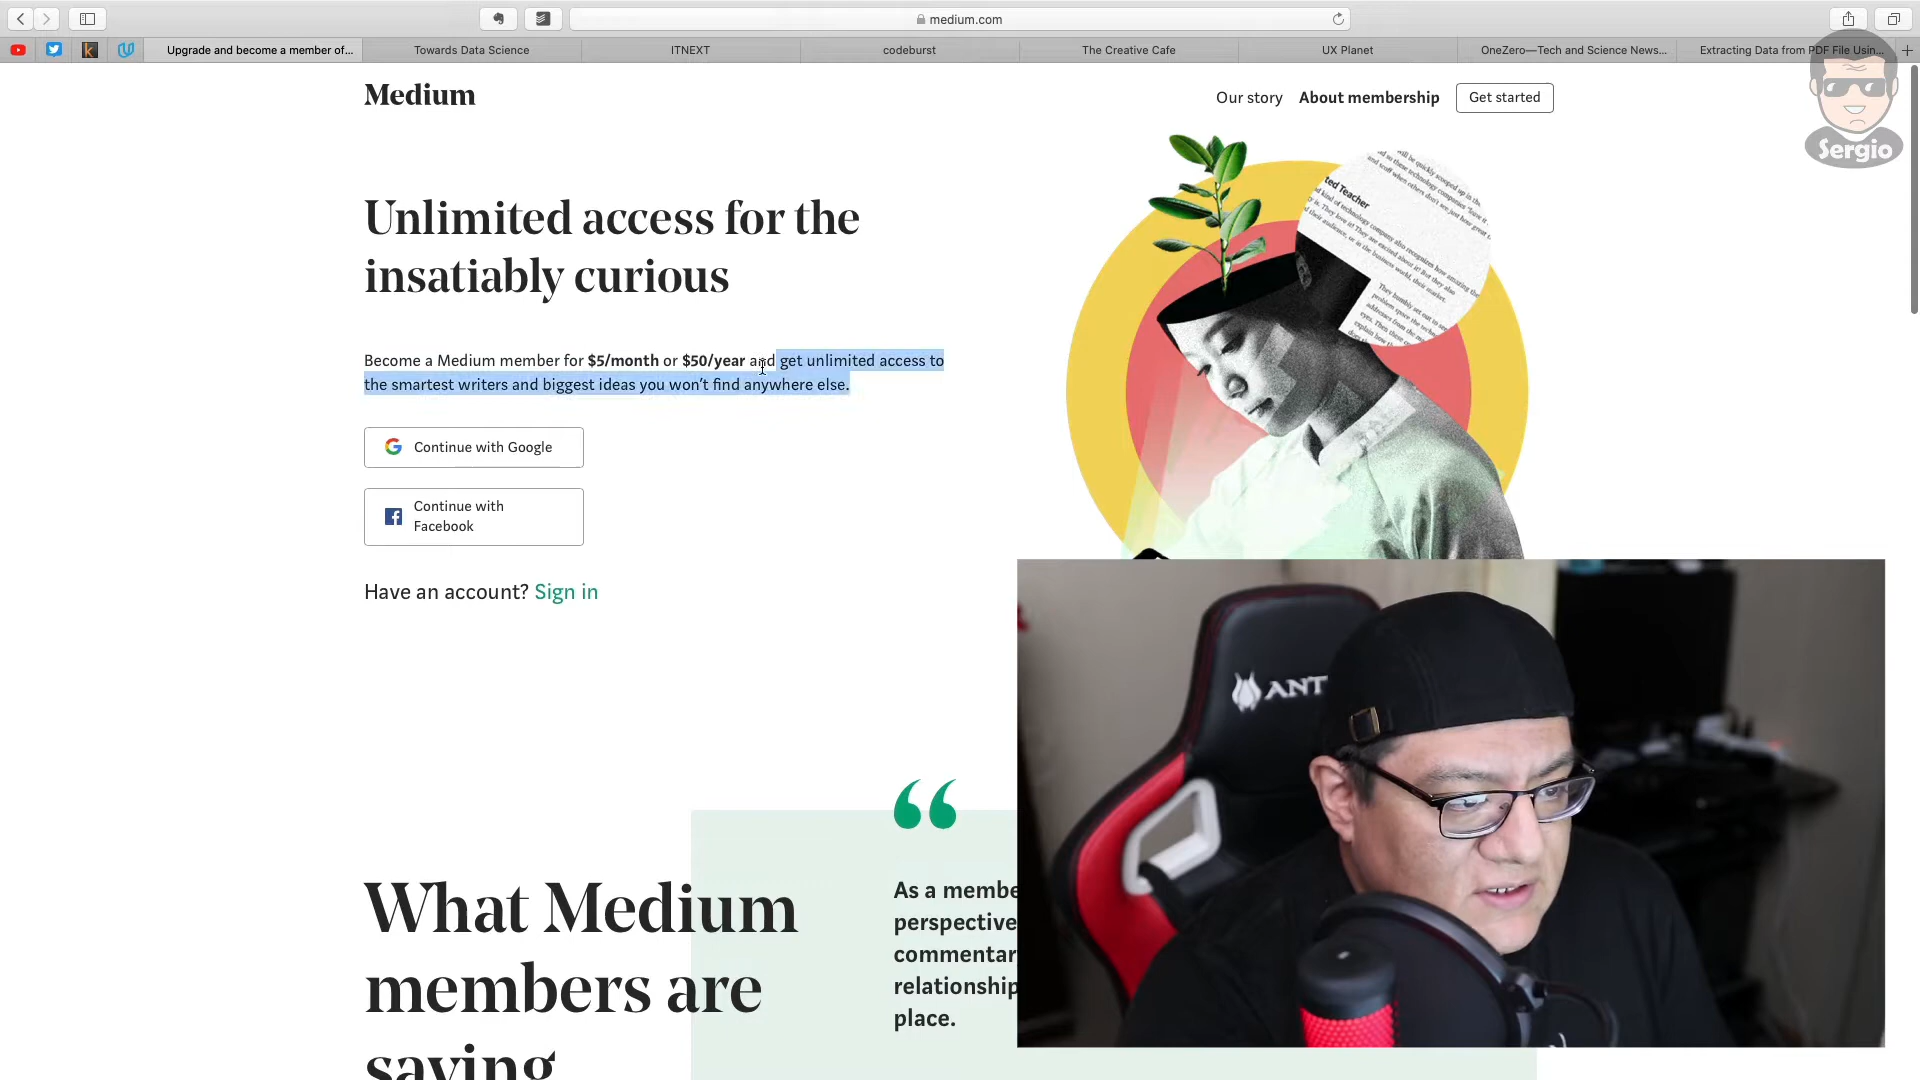 medium.com
Upgrade and become a member of...
Towards Data Science
ITNEXT
codeburst
The Creative Cafe
UX Planet
OneZero—Tech and Science News...
Extracting Data from PDF File Usin...
Medium
Our story
About membership
Get started
Sergio
Unlimited access for the
insatiably curious
Become a Medium member for $5/month or $50/year and get unlimited access to
the smartest writers and biggest ideas you won't find anywhere else.
Continue with Google
Continue with
Facebook
Have an account? Sign in
ted Teacher
ANT
“
What Medium
members are
saying
As a membe
perspective
commentar
relationship
place.